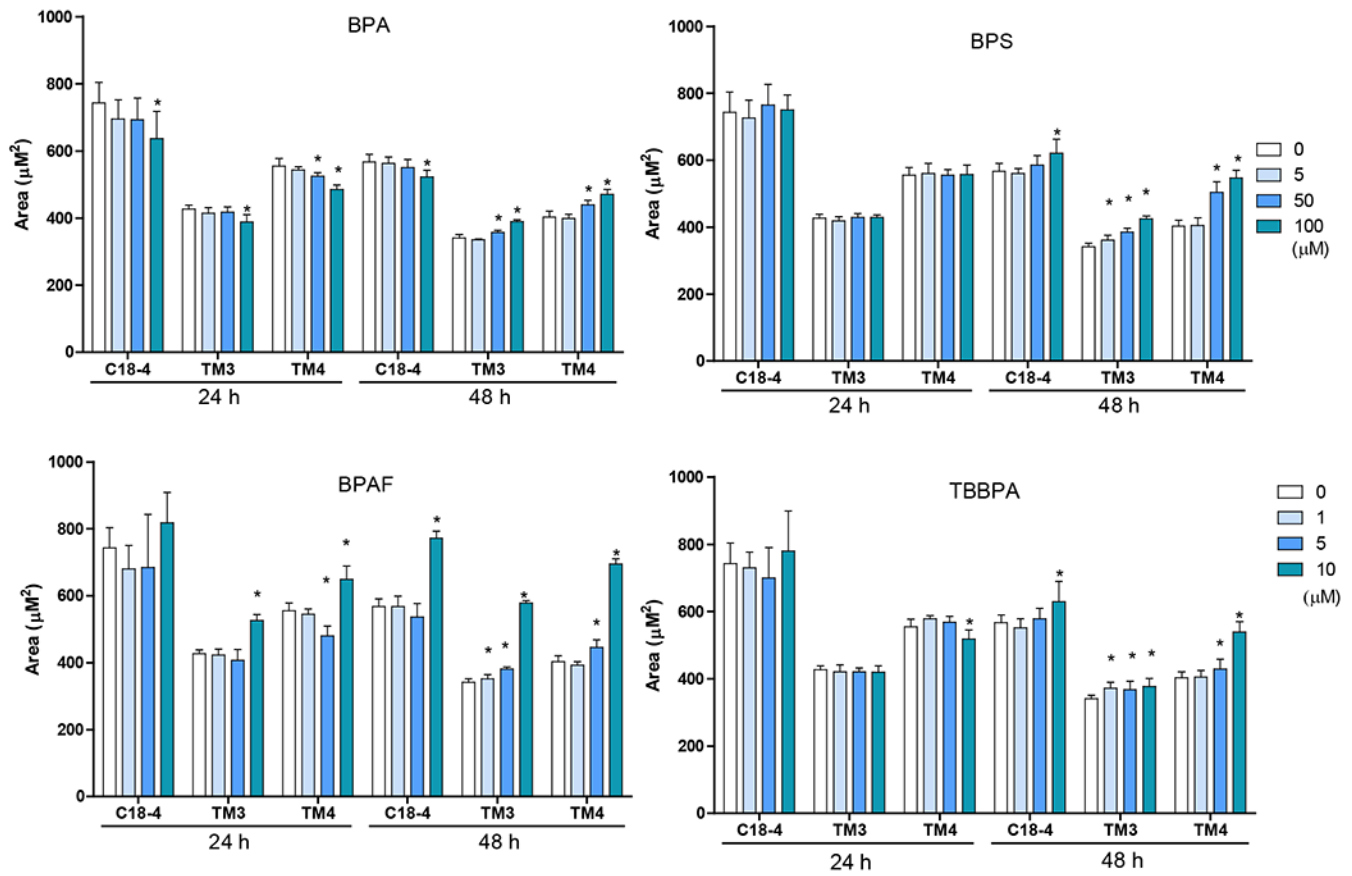 BPA
1000
800
600
400
200
0
Area (µM²)
* * * * * * * * *
C18-4 TM3 TM4 C18-4 TM3 TM4
24 h 48 h
BPS
1000
800
600
400
200
0
Area (µM²)
* * * * * *
C18-4 TM3 TM4 C18-4 TM3 TM4
24 h 48 h
0
5
50
100
(µM)
BPAF
1000
800
600
400
200
0
Area (µM²)
* * * * * * * * *
C18-4 TM3 TM4 C18-4 TM3 TM4
24 h 48 h
TBBPA
1000
800
600
400
200
0
Area (µM²)
* * * * * * *
C18-4 TM3 TM4 C18-4 TM3 TM4
24 h 48 h
0
1
5
10
(µM)